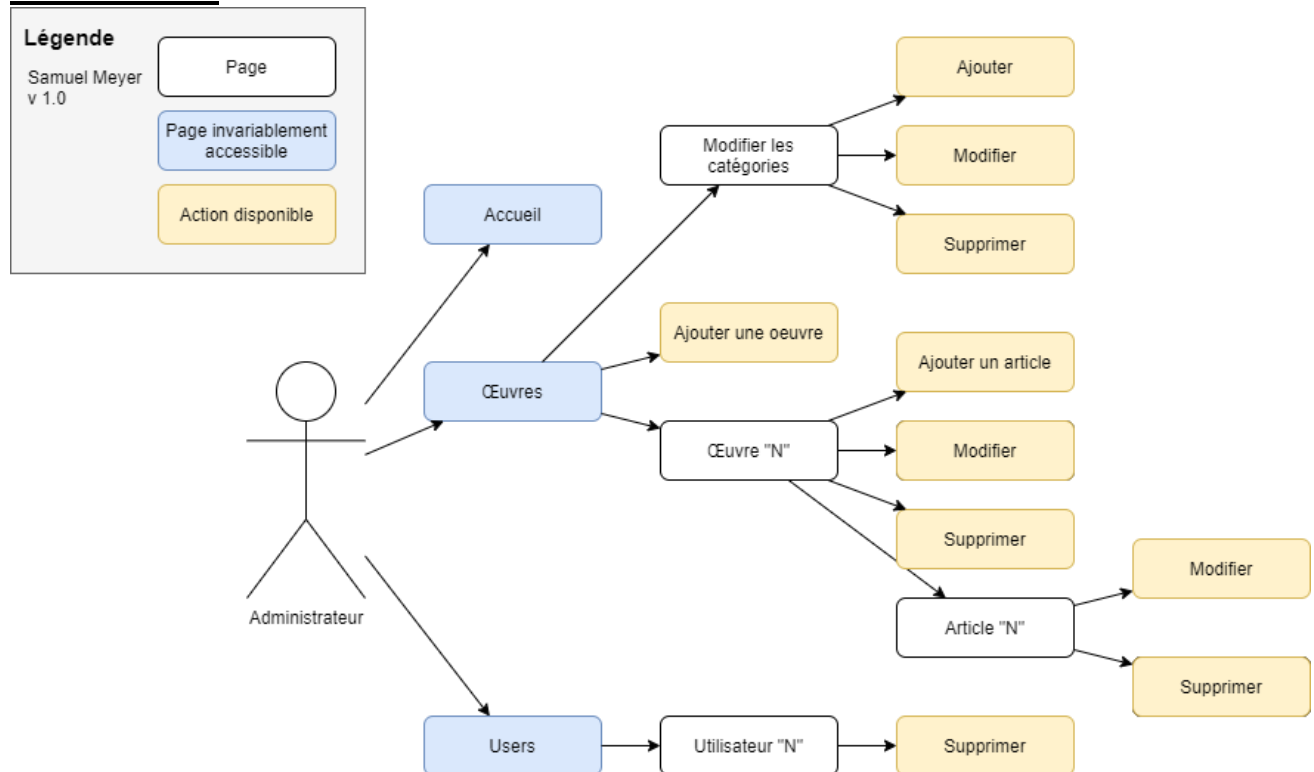 Légende
Samuel Meyer
v 1.0
Page
Page invariablement
accessible
Action disponible
Ajouter
Modifier les
catégories
Modifier
Supprimer
Accueil
Ajouter une oeuvre
Œuvres
Ajouter un article
Œuvre "N"
Modifier
Supprimer
Administrateur
Article "N"
Modifier
Supprimer
Users
Utilisateur "N"
Supprimer